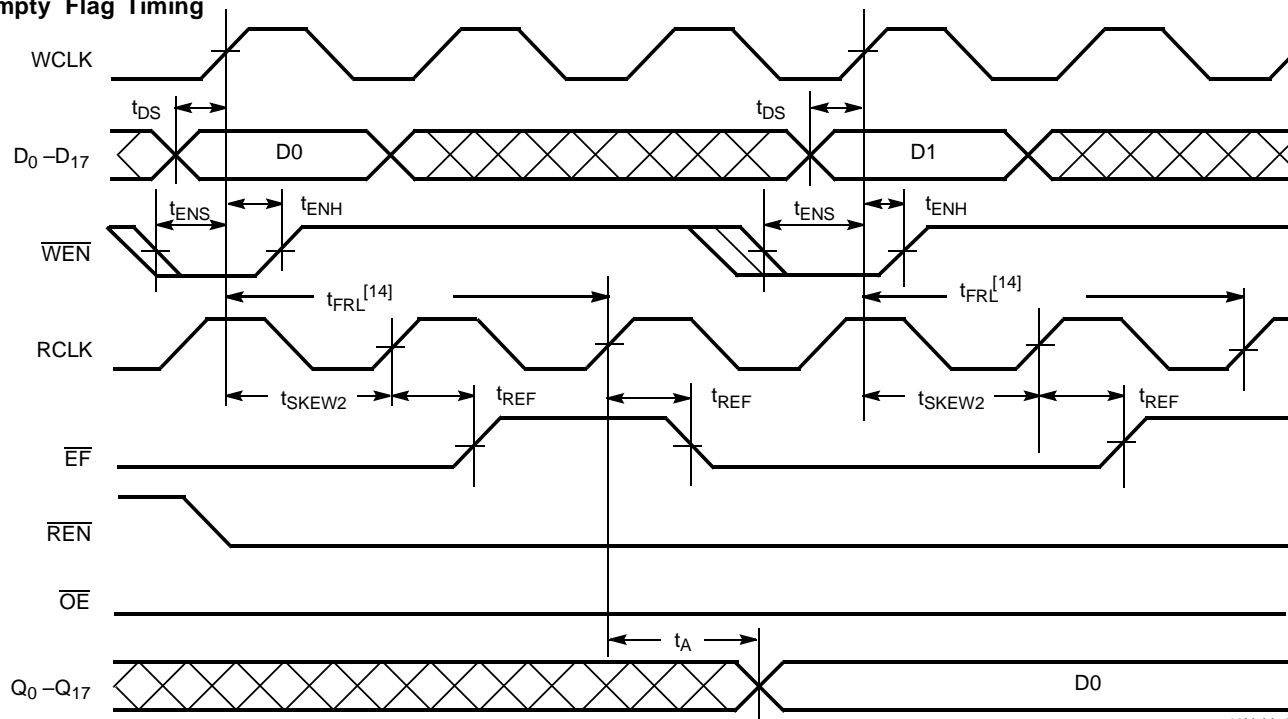 mpty Flag Timing
WCLK
tDS
tDS
D0 –D17
D0
D1
tENS
tENH
tENS
tENH
WEN
tFRL[14]
tFRL[14]
RCLK
tSKEW2
tREF
tREF
tSKEW2
tREF
EF
REN
OE
tA
Q0 –Q17
D0